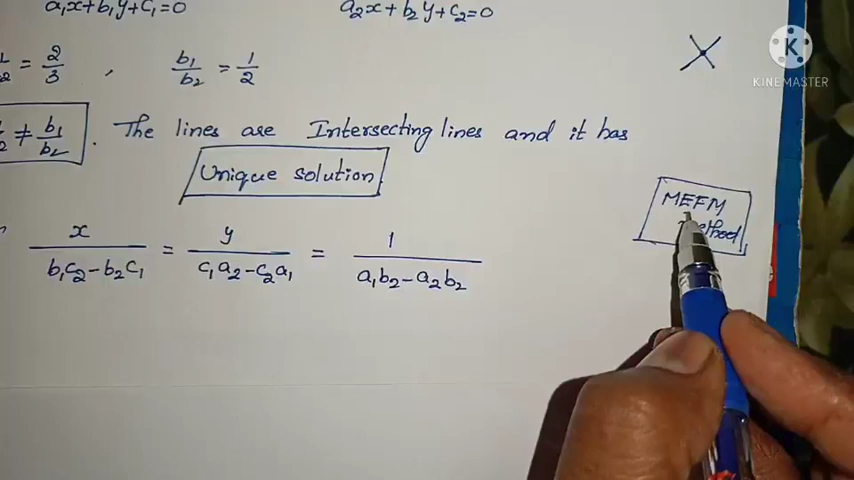 a₁x+b₁y+c₁=0 a₂x+b₂y+c₂=0
= 2/3 , b₁/b₂ = 1/2
K
KINEMASTER
≠ b₁/b₂ . The lines are Intersecting lines and it has
Unique solution
MEFM
method
x/(b₁c₂-b₂c₁) = y/(c₁a₂-c₂a₁) = 1/(a₁b₂-a₂b₂)